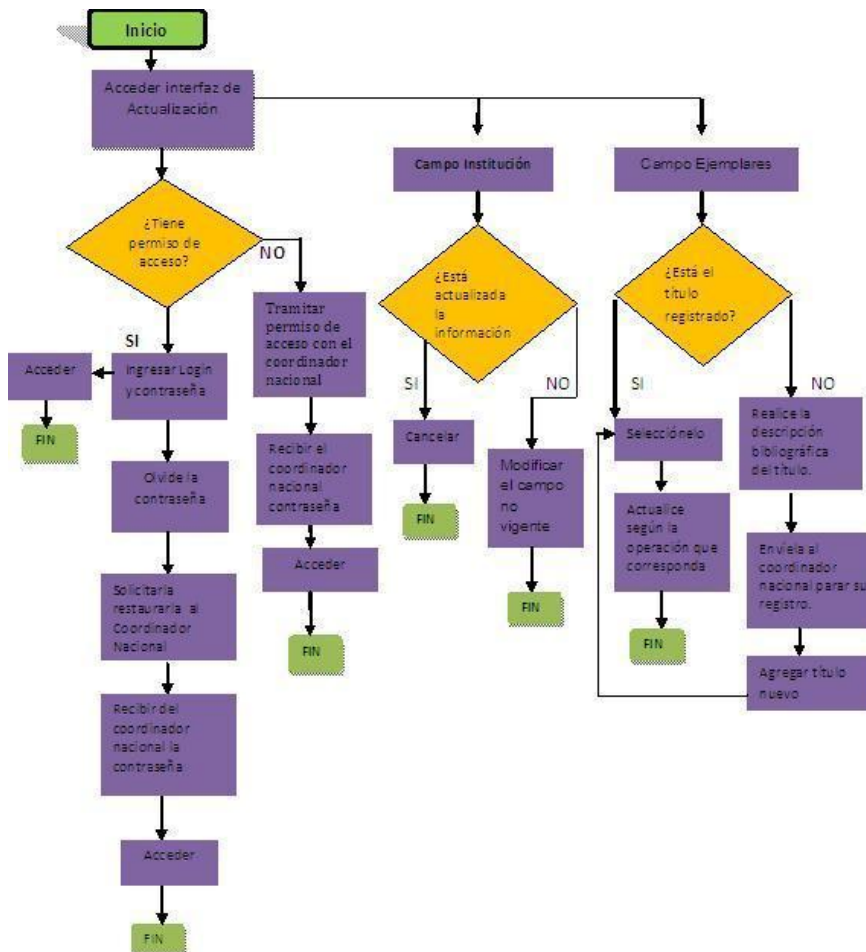 Inicio
Acceder interfaz de
Actualización
¿Tiene
permiso de
acceso?
NO
SI
Ingresar Login
y contraseña
Acceder
FIN
Olvide la
contraseña
Solicitarla
restaurarla al
Coordinador
Nacional
Recibir del
coordinador
nacional la
contraseña
Acceder
FIN
Tramitar
permiso de
acceso con el
coordinador
nacional
Recibir el
coordinador
nacional
contraseña
Acceder
FIN
Campo Institución
¿Está
actualizada
la
información
SI
NO
Cancelar
FIN
Modificar
el campo
no
vigente
FIN
Campo Ejemplares
¿Está el
título
registrado?
SI
NO
Selecciónelo
Actualice
según la
operación que
corresponda
FIN
Realice la
descripción
bibliográfica
del título.
Envíela al
coordinador
nacional parar su
registro.
Agregar título
nuevo